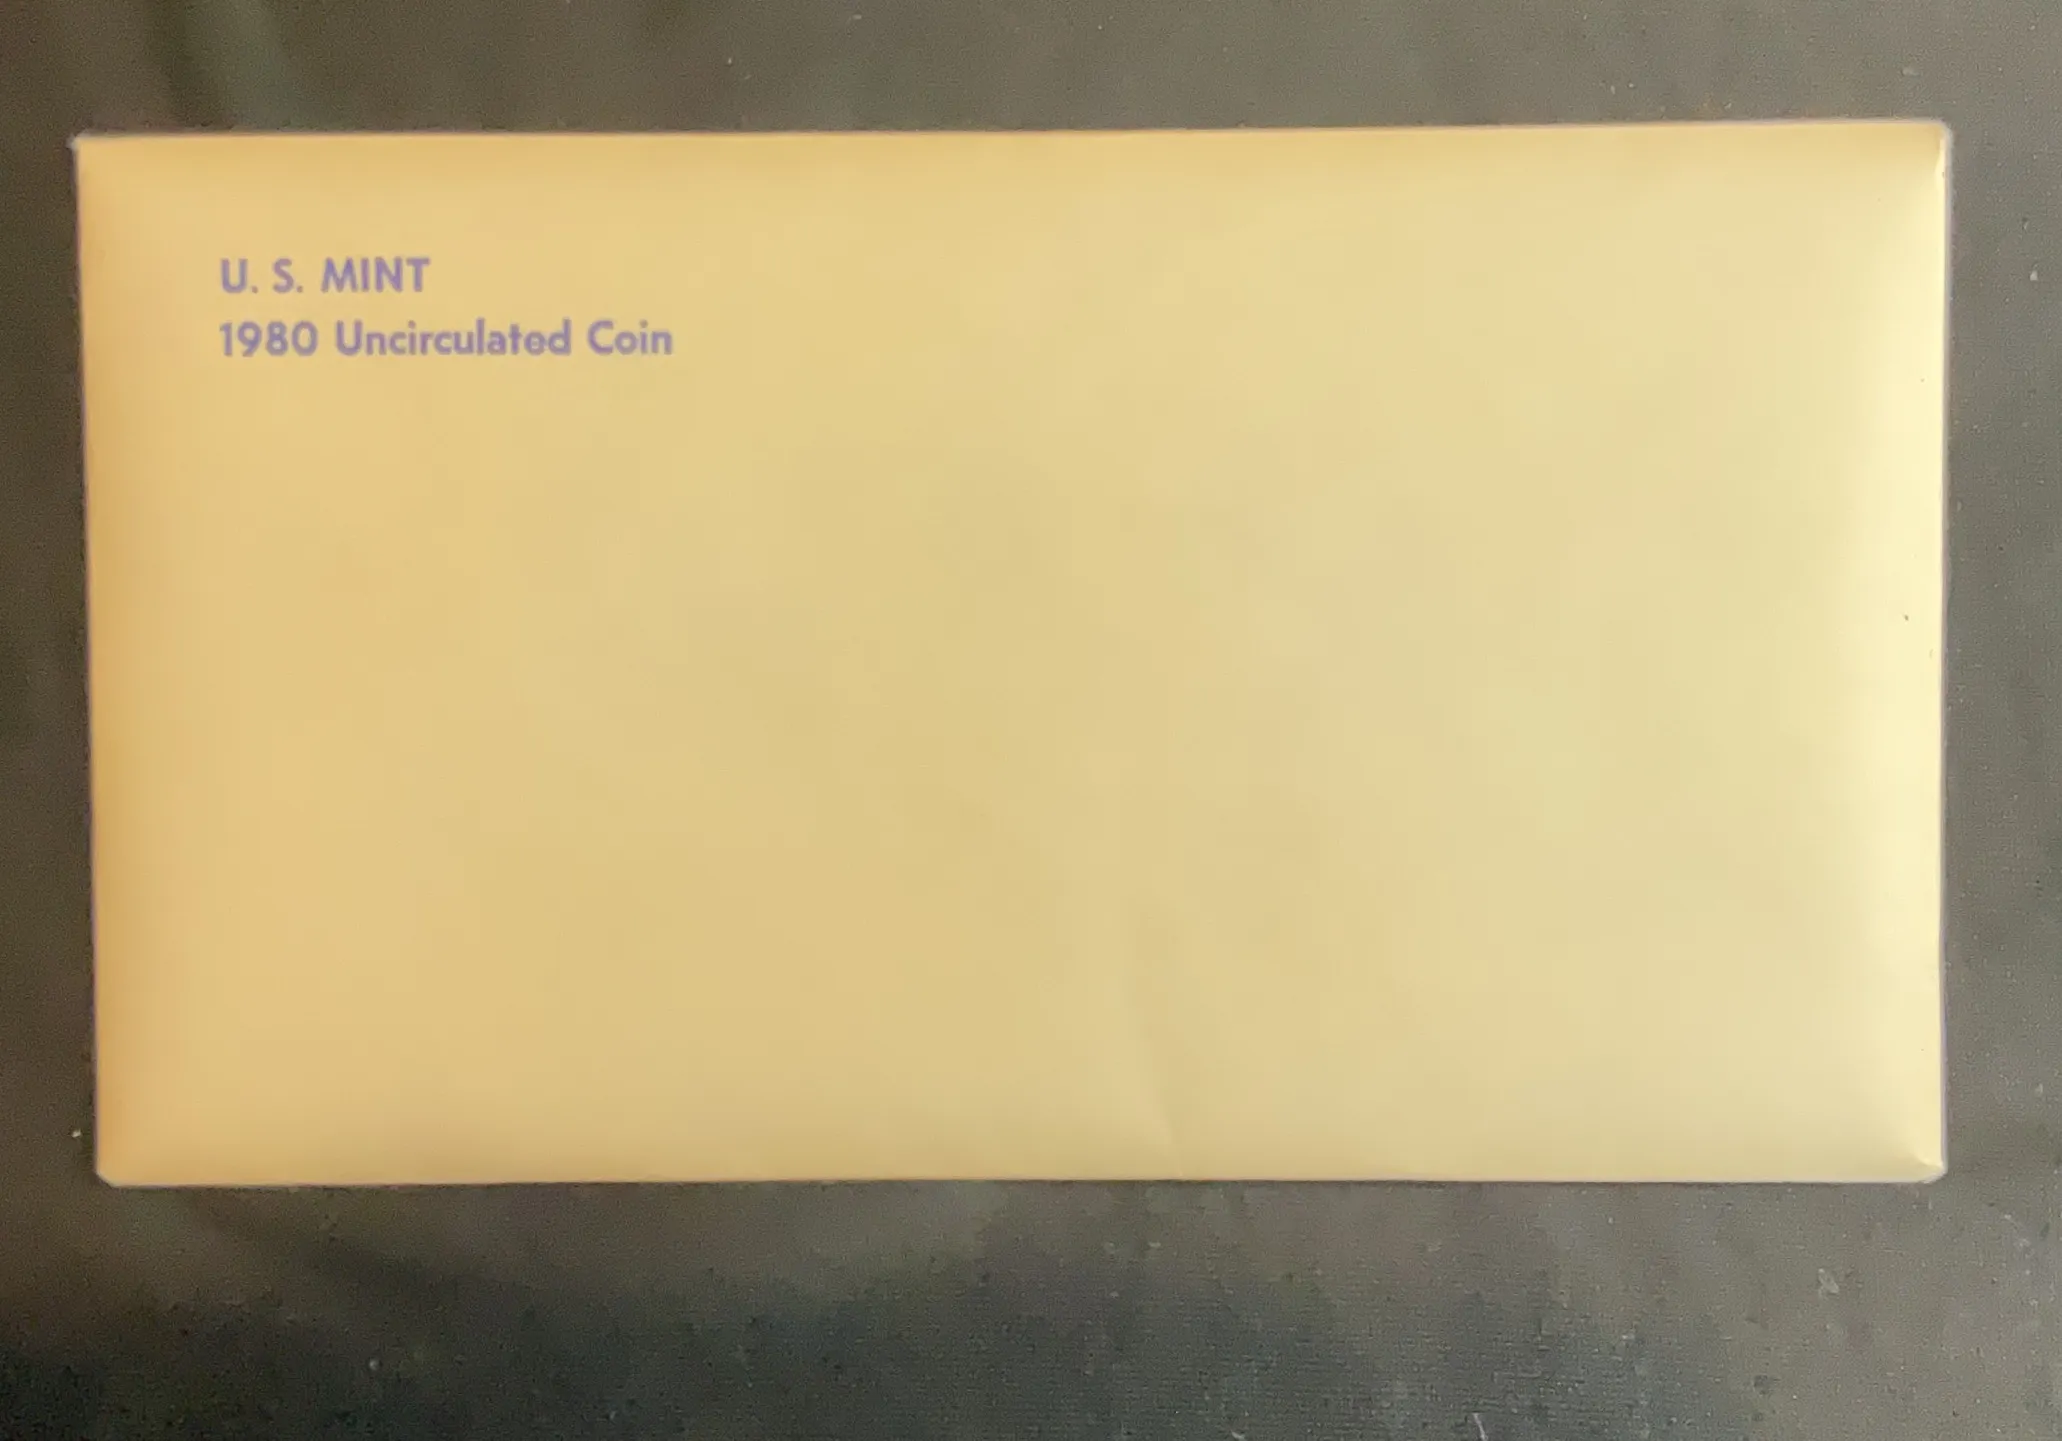 U. S. MINT
1980 Uncirculated Coin